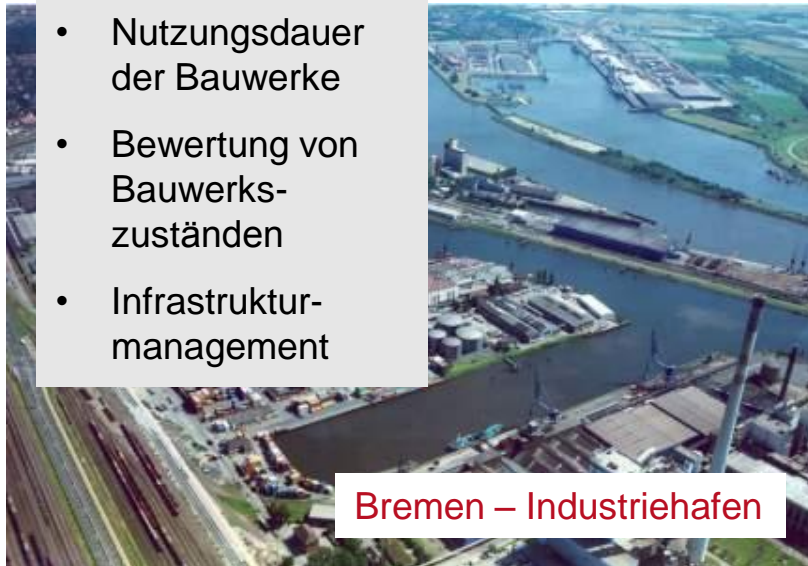 • Nutzungsdauer
der Bauwerke
• Bewertung von
Bauwerks-
zuständen
• Infrastruktur-
management
Bremen – Industriehafen